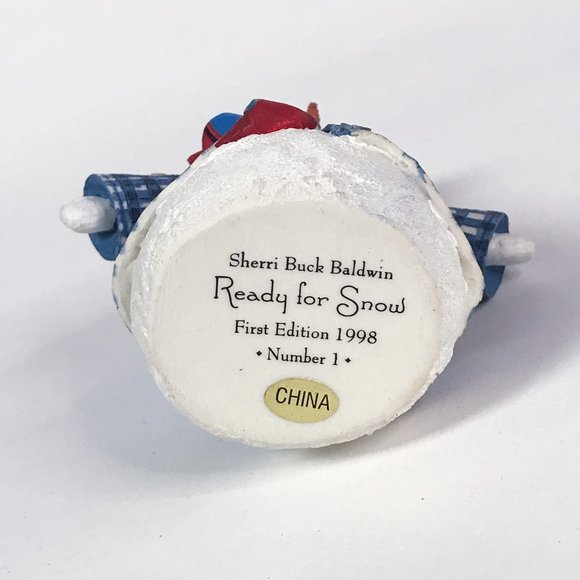 Sherri Buck Baldwin
Ready for Snow
First Edition 1998
• Number 1 •
CHINA